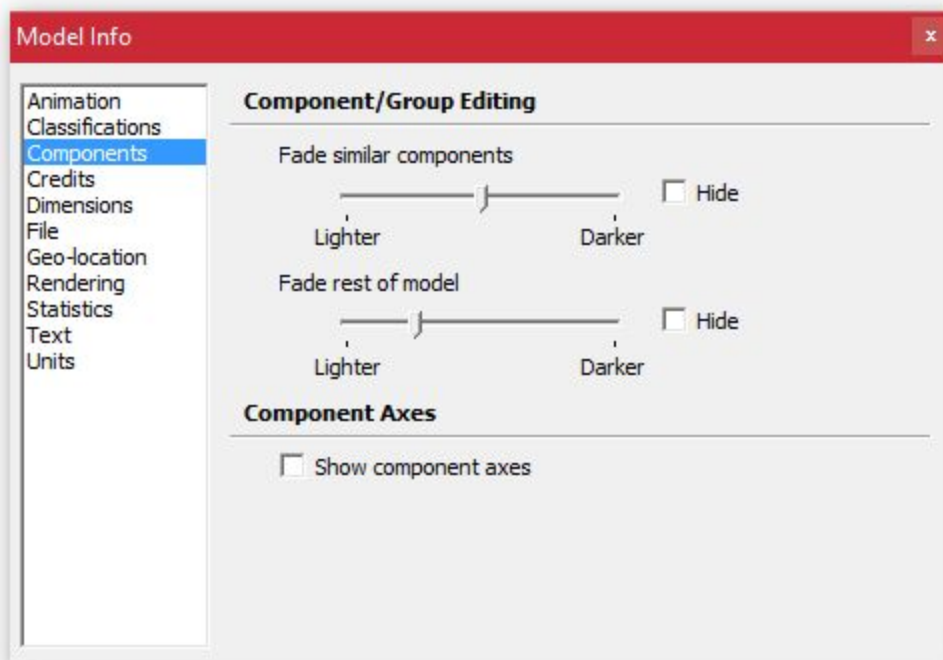 Model Info
x
Animation
Classifications
Components
Credits
Dimensions
File
Geo-location
Rendering
Statistics
Text
Units
Component/Group Editing
Fade similar components
Hide
Lighter Darker
Fade rest of model
Hide
Lighter Darker
Component Axes
Show component axes